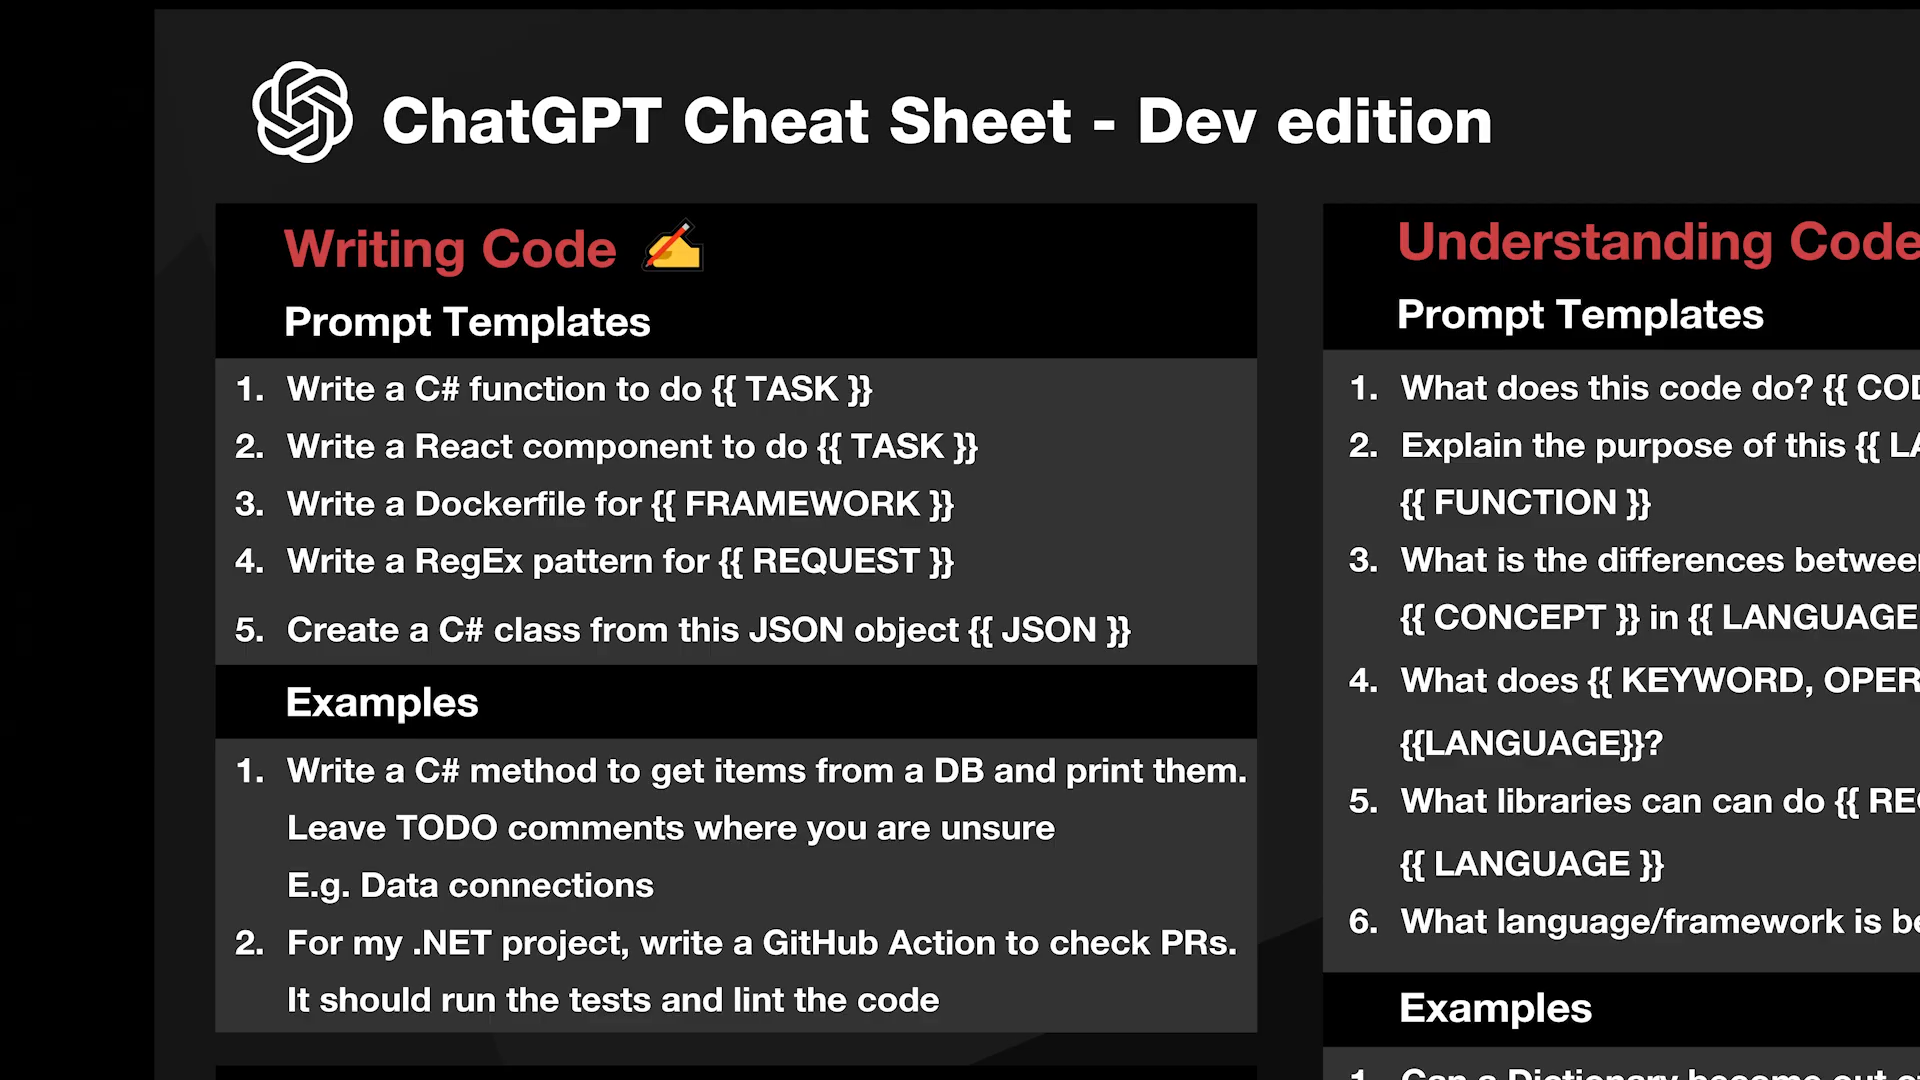 ChatGPT Cheat Sheet - Dev edition
Writing Code
Prompt Templates
1. Write a C# function to do {{ TASK }}
2. Write a React component to do {{ TASK }}
3. Write a Dockerfile for {{ FRAMEWORK }}
4. Write a RegEx pattern for {{ REQUEST }}
5. Create a C# class from this JSON object {{ JSON }}
Examples
1. Write a C# method to get items from a DB and print them.
Leave TODO comments where you are unsure
E.g. Data connections
2. For my .NET project, write a GitHub Action to check PRs.
It should run the tests and lint the code
Understanding Code
Prompt Templates
1. What does this code do? {{
2. Explain the purpose of this {{
{{ FUNCTION }}
3. What is the differences between
{{ CONCEPT }} in {{ LANGUAGE
4. What does {{ KEYWORD,
{{LANGUAGE}}?
5. What libraries can can do {{
{{ LANGUAGE }}
6. What language/framework is
Examples